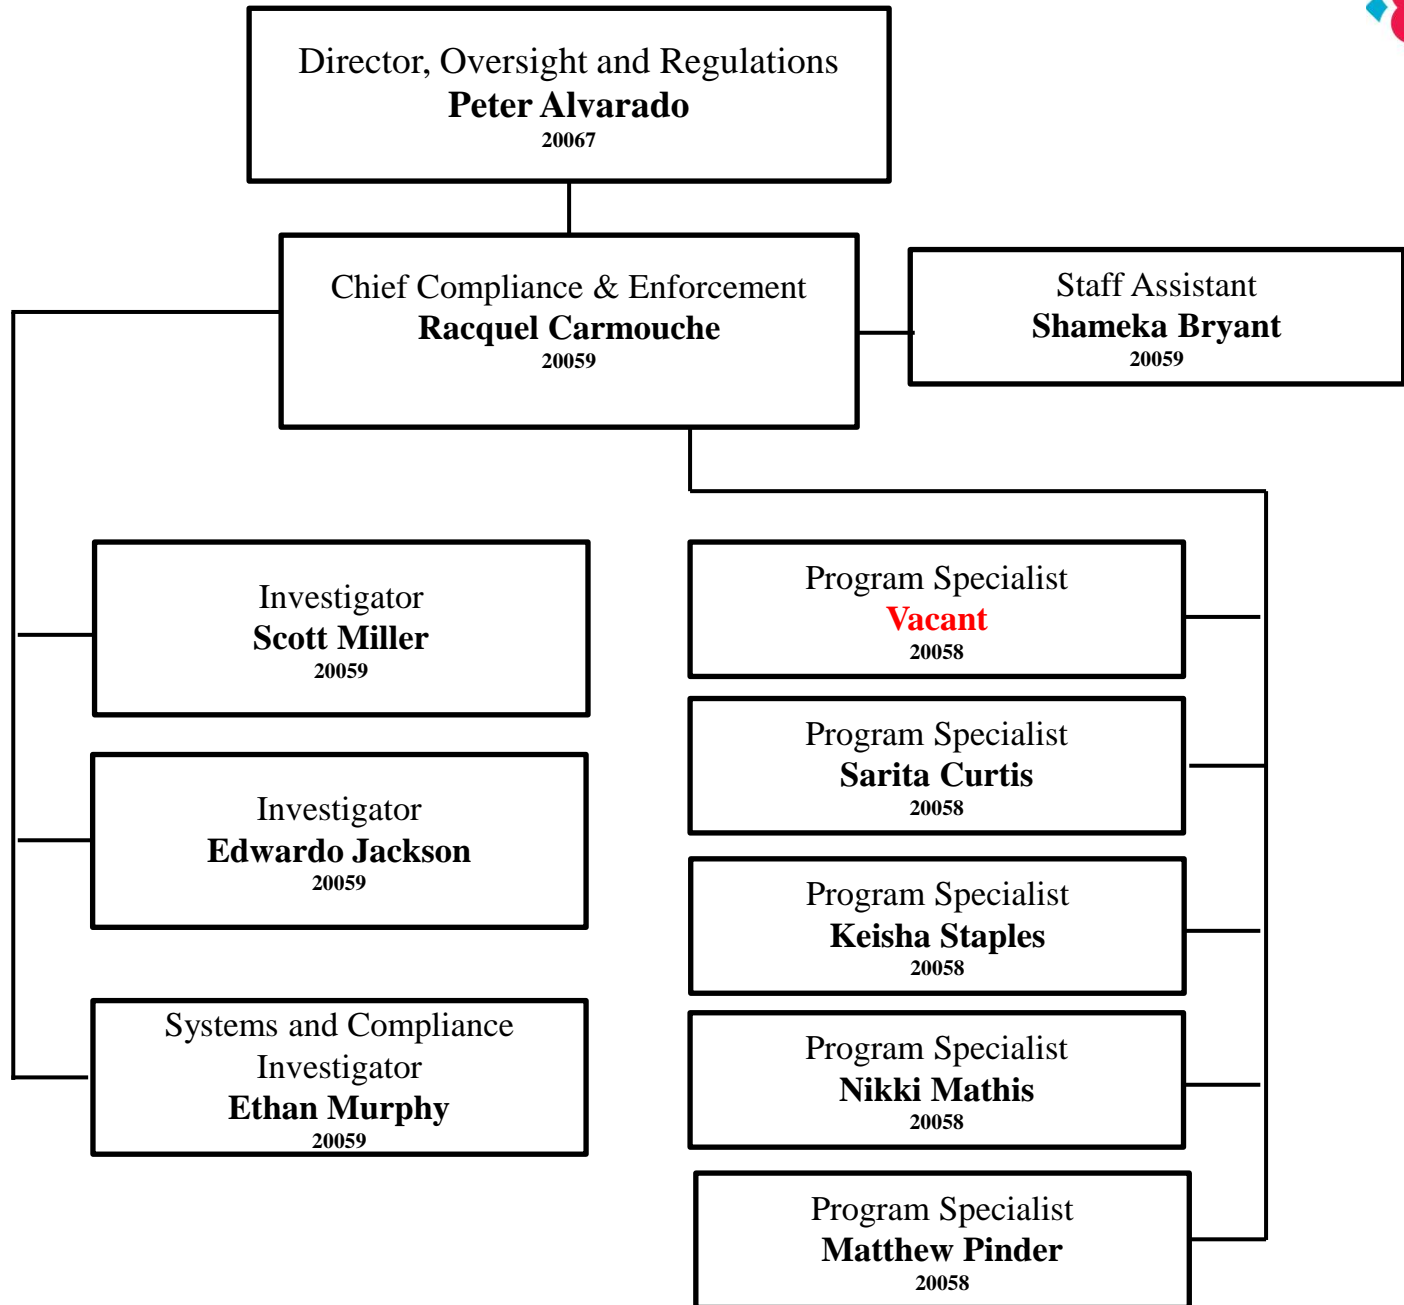 Director, Oversight and Regulations
Peter Alvarado
20067
Chief Compliance & Enforcement
Racquel Carmouche
20059
Staff Assistant
Shameka Bryant
20059
Investigator
Scott Miller
20059
Investigator
Edwardo Jackson
20059
Systems and Compliance
Investigator
Ethan Murphy
20059
Program Specialist
Vacant
20058
Program Specialist
Sarita Curtis
20058
Program Specialist
Keisha Staples
20058
Program Specialist
Nikki Mathis
20058
Program Specialist
Matthew Pinder
20058